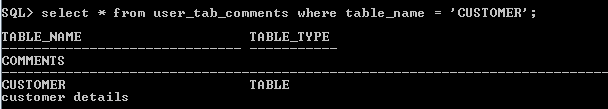 SQL> select * from user_tab_comments where table_name = 'CUSTOMER';
TABLE_NAME TABLE_TYPE
COMMENTS
CUSTOMER TABLE
customer details